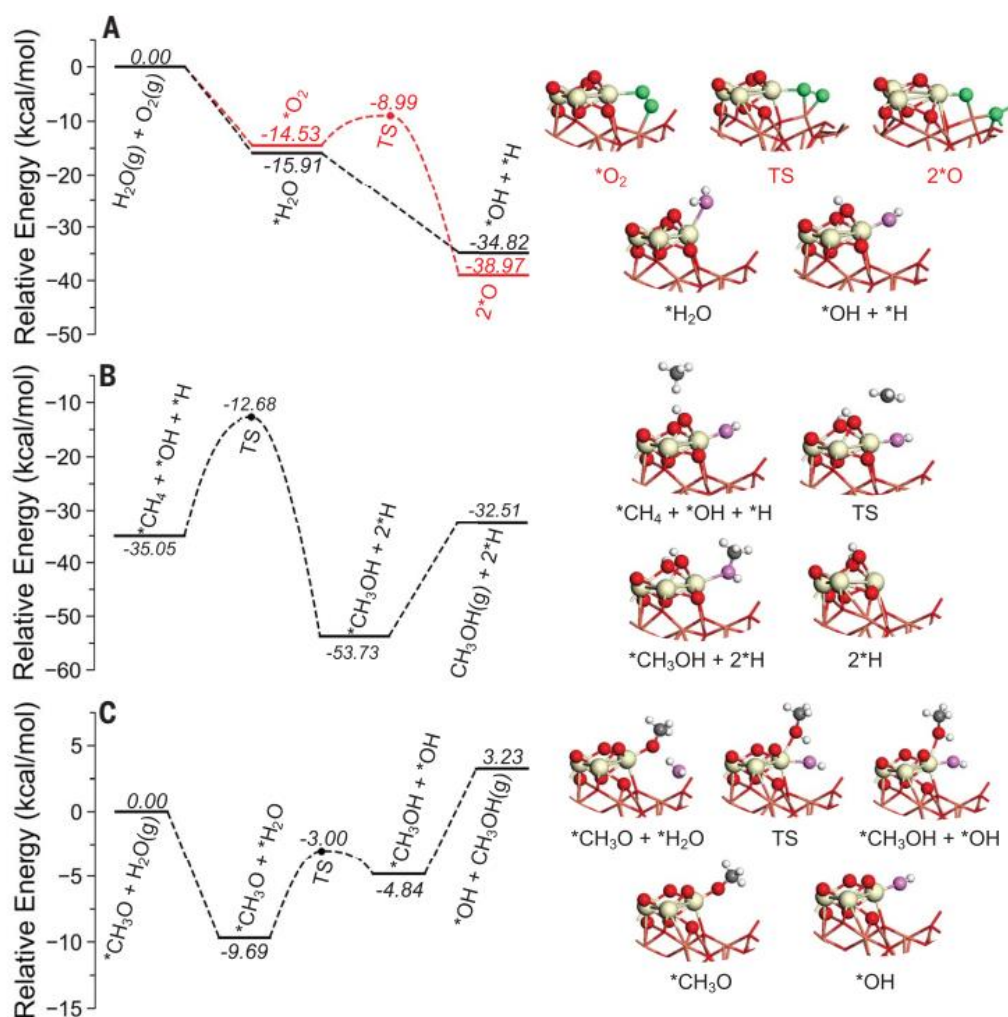 A
Relative Energy (kcal/mol)
0
−10
−20
−30
−40
−50
0.00
H₂O(g) + O₂(g)
*O₂
-14.53
-15.91
*H₂O
-8.99
TS
*OH + *H
-34.82
-38.97
2*O
*O₂
TS
2*O
*H₂O
*OH + *H
B
Relative Energy (kcal/mol)
−10
−20
−30
−40
−50
−60
*CH₄ + *OH + *H
-35.05
-12.68
TS
*CH₃OH + 2*H
-53.73
-32.51
CH₃OH(g) + 2*H
*CH₄ + *OH + *H
TS
*CH₃OH + 2*H
2*H
C
Relative Energy (kcal/mol)
5
0
−5
−10
−15
0.00
*CH₃O + H₂O(g)
*CH₃O + *H₂O
-9.69
-3.00
TS
*CH₃OH + *OH
-4.84
3.23
*OH + CH₃OH(g)
*CH₃O + *H₂O
TS
*CH₃OH + *OH
*CH₃O
*OH